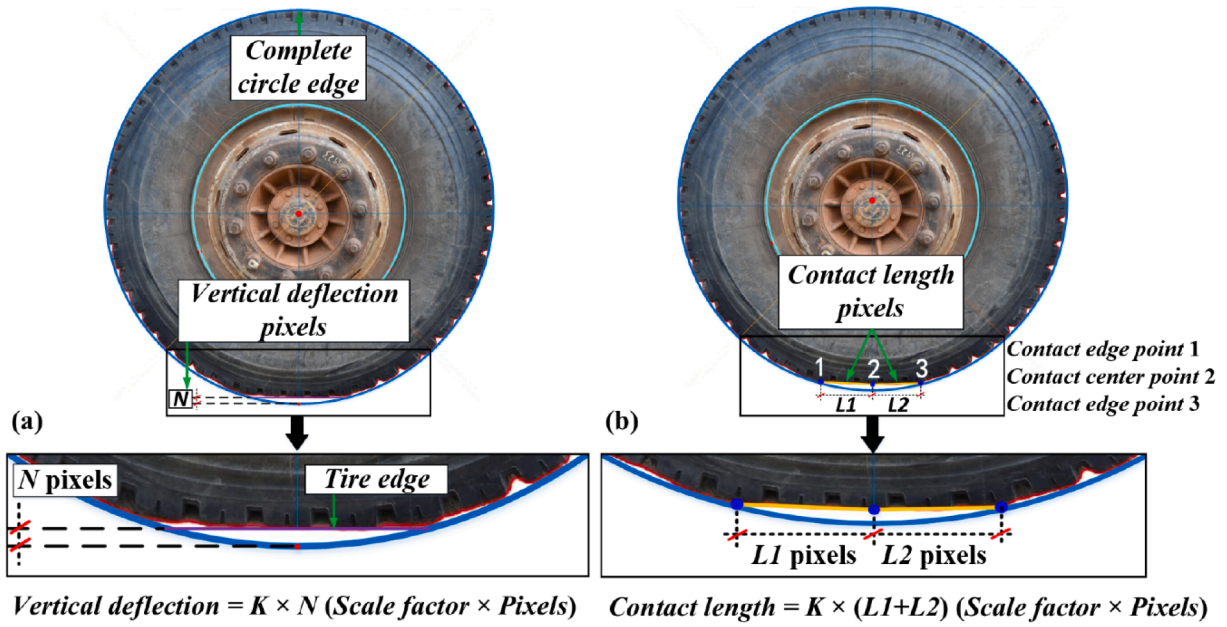 Complete
circle edge
Vertical deflection
pixels
N
(a)
N pixels
Tire edge
Vertical deflection = K × N (Scale factor × Pixels)
Contact length
pixels
1 2 3
L1 L2
Contact edge point 1
Contact center point 2
Contact edge point 3
(b)
L1 pixels L2 pixels
Contact length = K × (L1+L2) (Scale factor × Pixels)